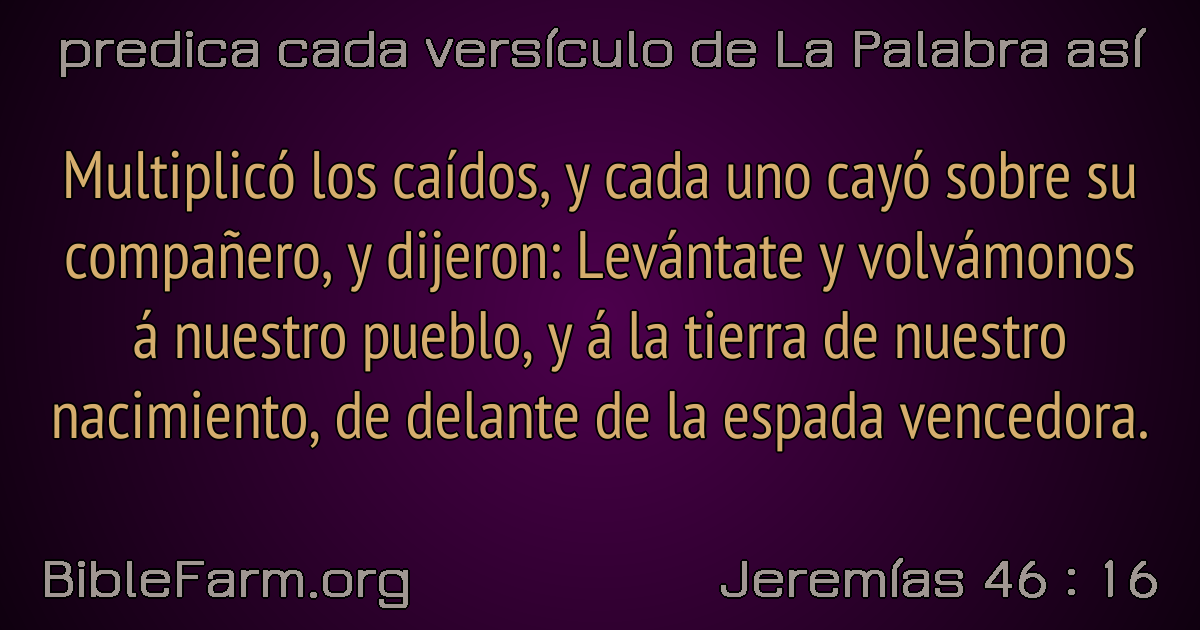 predica cada versículo de La Palabra así
Multiplicó los caídos, y cada uno cayó sobre su
compañero, y dijeron: Levántate y volvámonos
á nuestro pueblo, y á la tierra de nuestro
nacimiento, de delante de la espada vencedora.
BibleFarm.org
Jeremías 46 : 16